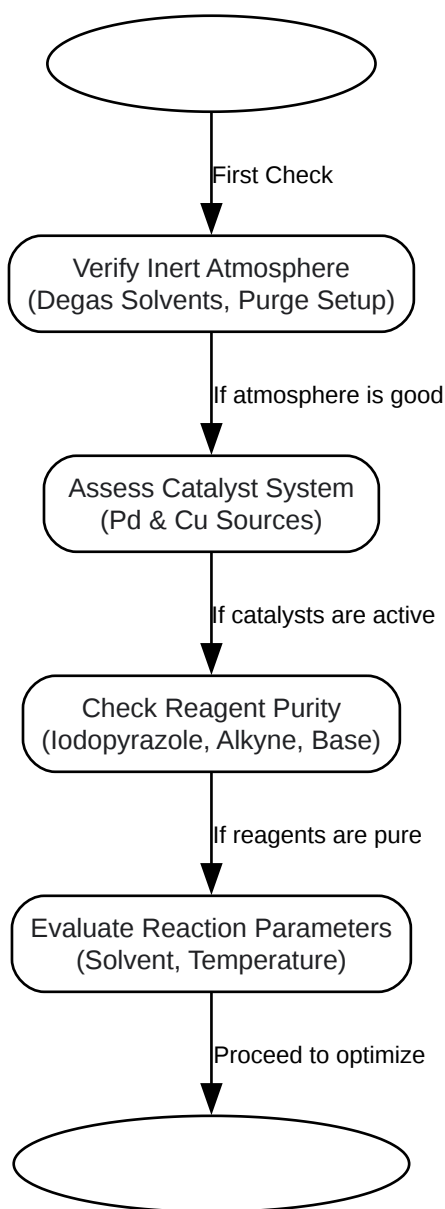 First Check
Verify Inert Atmosphere
(Degas Solvents, Purge Setup)
If atmosphere is good
Assess Catalyst System
(Pd & Cu Sources)
If catalysts are active
Check Reagent Purity
(Iodopyrazole, Alkyne, Base)
If reagents are pure
Evaluate Reaction Parameters
(Solvent, Temperature)
Proceed to optimize